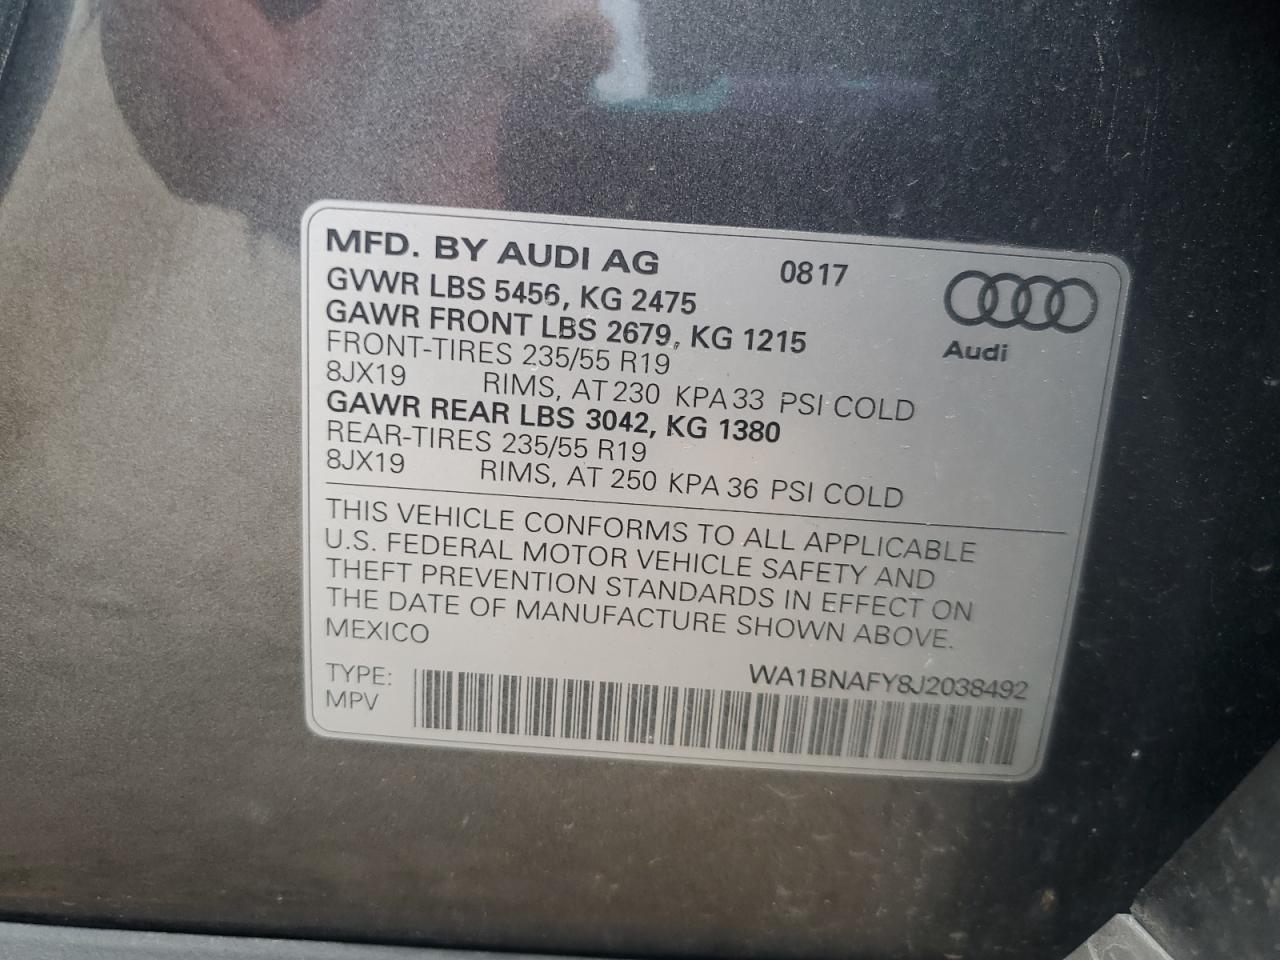 MFD. BY AUDI AG 0817
GVWR LBS 5456, KG 2475
GAWR FRONT LBS 2679, KG 1215
FRONT-TIRES 235/55 R19
8JX19 RIMS, AT 230 KPA 33 PSI COLD
GAWR REAR LBS 3042, KG 1380
REAR-TIRES 235/55 R19
8JX19 RIMS, AT 250 KPA 36 PSI COLD
Audi
THIS VEHICLE CONFORMS TO ALL APPLICABLE
U.S. FEDERAL MOTOR VEHICLE SAFETY AND
THEFT PREVENTION STANDARDS IN EFFECT ON
THE DATE OF MANUFACTURE SHOWN ABOVE.
MEXICO
WA1BNAFY8J2038492
TYPE:
MPV